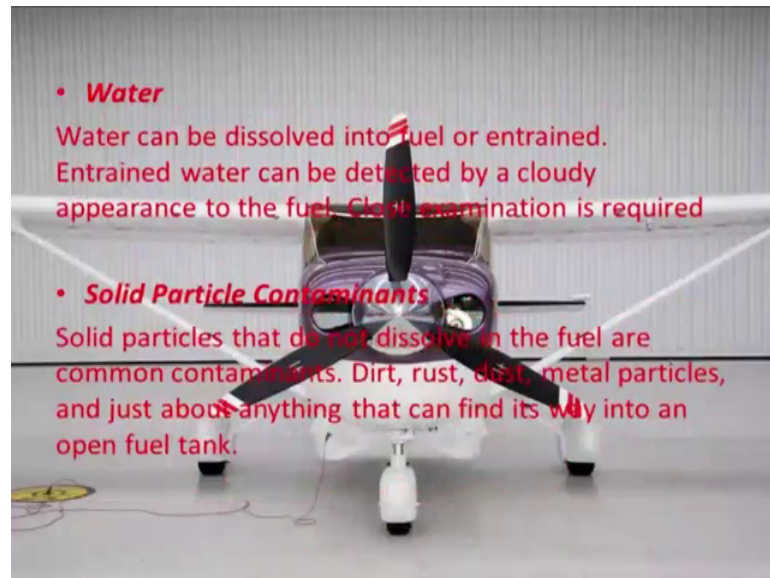 • Water
Water can be dissolved into fuel or entrained.
Entrained water can be detected by a cloudy
appearance to the fuel. Close examination is required
• Solid Particle Contaminants
Solid particles that do not dissolve in the fuel are
common contaminants. Dirt, rust, dust, metal particles,
and just about anything that can find its way into an
open fuel tank.